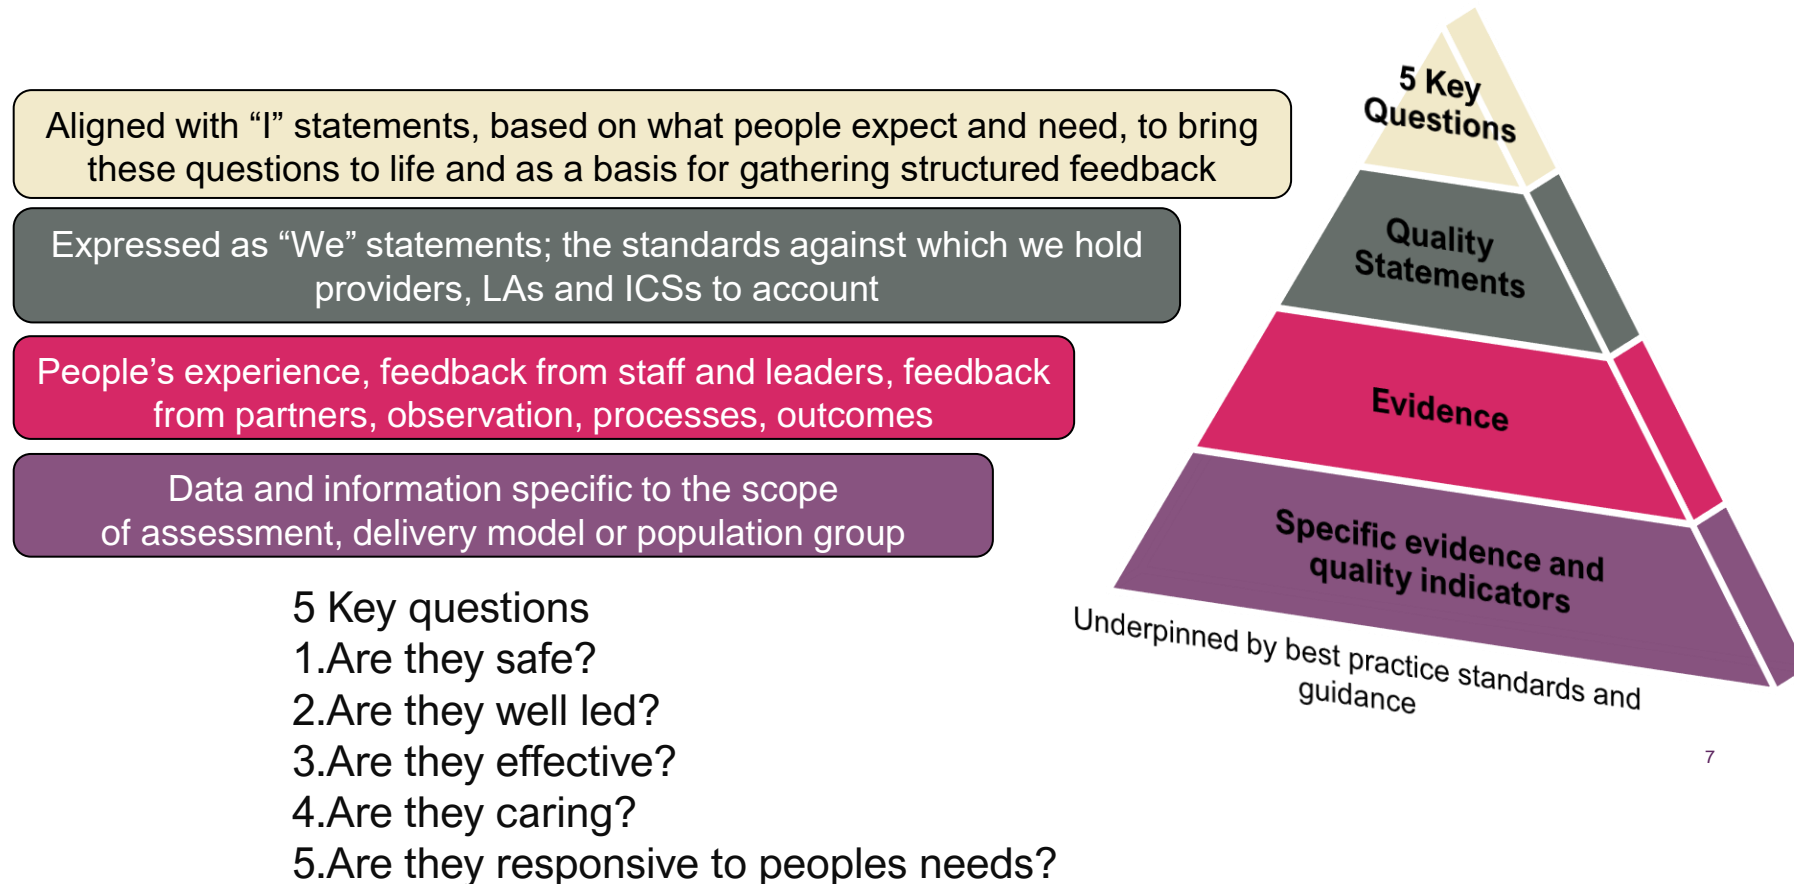 Aligned with “I” statements, based on what people expect and need, to bring
these questions to life and as a basis for gathering structured feedback
Expressed as “We” statements; the standards against which we hold
providers, LAs and ICSs to account
People’s experience, feedback from staff and leaders, feedback
from partners, observation, processes, outcomes
Data and information specific to the scope
of assessment, delivery model or population group
5 Key
Questions
Quality
Statements
Evidence
Specific evidence and
quality indicators
Underpinned by best practice standards and
guidance
5 Key questions
1.Are they safe?
2.Are they well led?
3.Are they effective?
4.Are they caring?
5.Are they responsive to peoples needs?
7